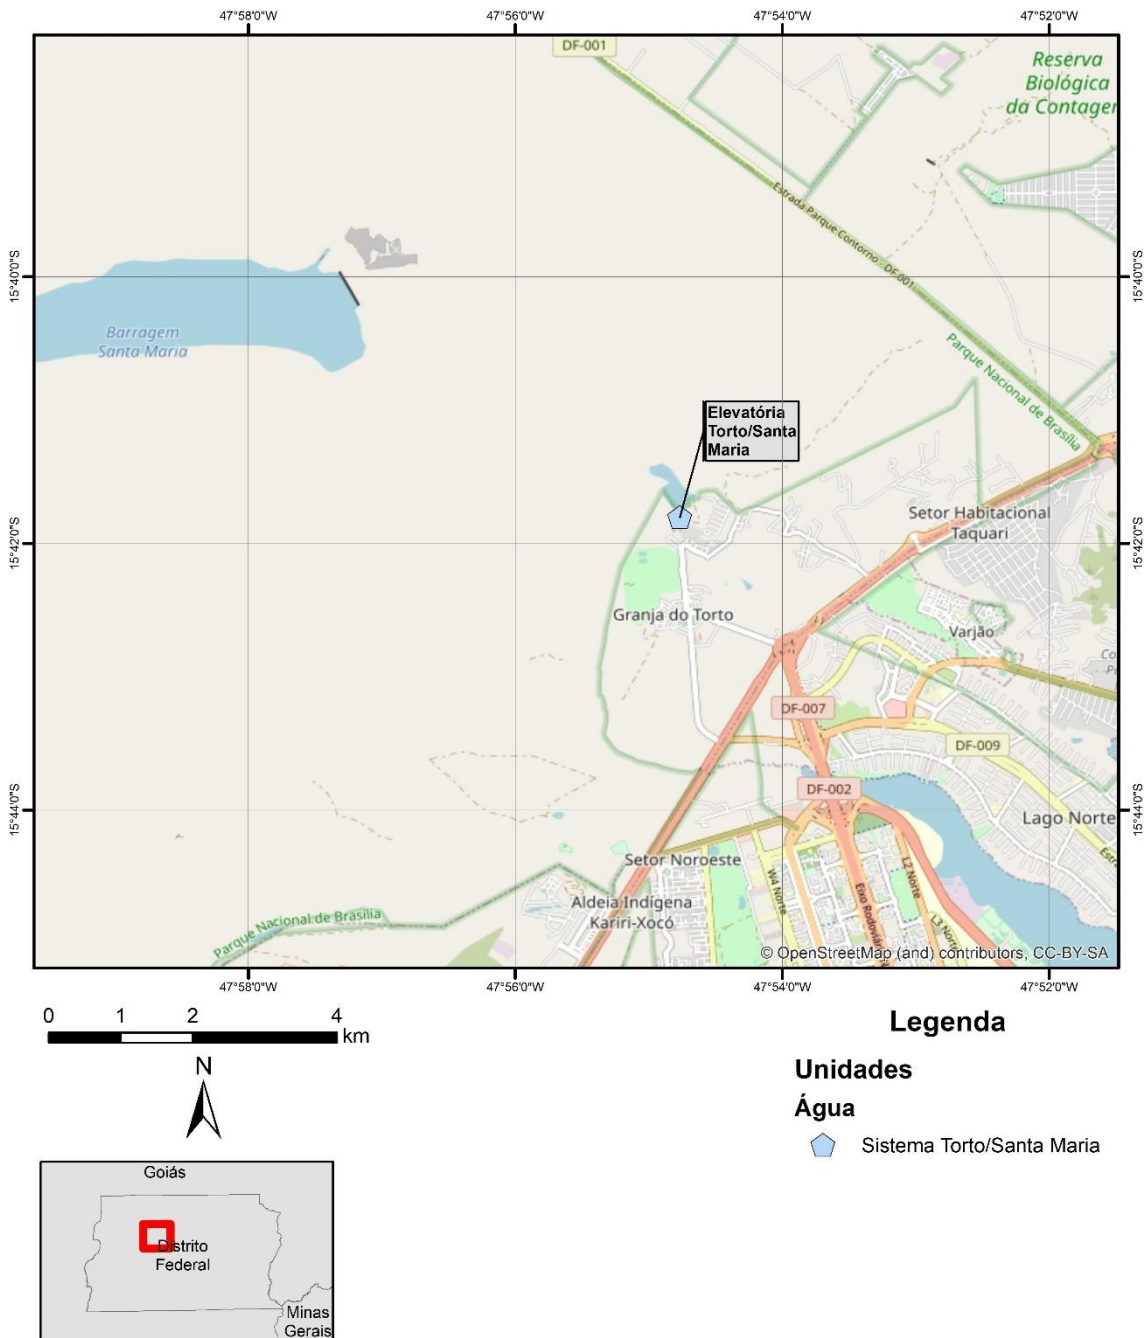 47°58'0"W
47°56'0"W
47°54'0"W
47°52'0"W
DF-001
Reserva
Biológica
da Contagem
Estrada Parque Contorno - DF-001
15°40'0"S
15°40'0"S
Barragem
Santa Maria
Parque Nacional de Brasília
Elevatória
Torto/Santa
Maria
Setor Habitacional
Taquari
15°42'0"S
15°42'0"S
Granja do Torto
Varjão
DF-007
DF-009
DF-002
15°44'0"S
15°44'0"S
Lago Norte
Setor Noroeste
W4 Norte
L2 Norte
Eixo Rodoviár
L3 Norte
Aldeia Indígena
Kariri-Xocó
Parque Nacional de Brasília
© OpenStreetMap (and) contributors, CC-BY-SA
47°58'0"W
47°56'0"W
47°54'0"W
47°52'0"W
0 1 2 4
km
N
Legenda
Unidades
Água
Sistema Torto/Santa Maria
Goiás
Distrito
Federal
Minas
Gerais